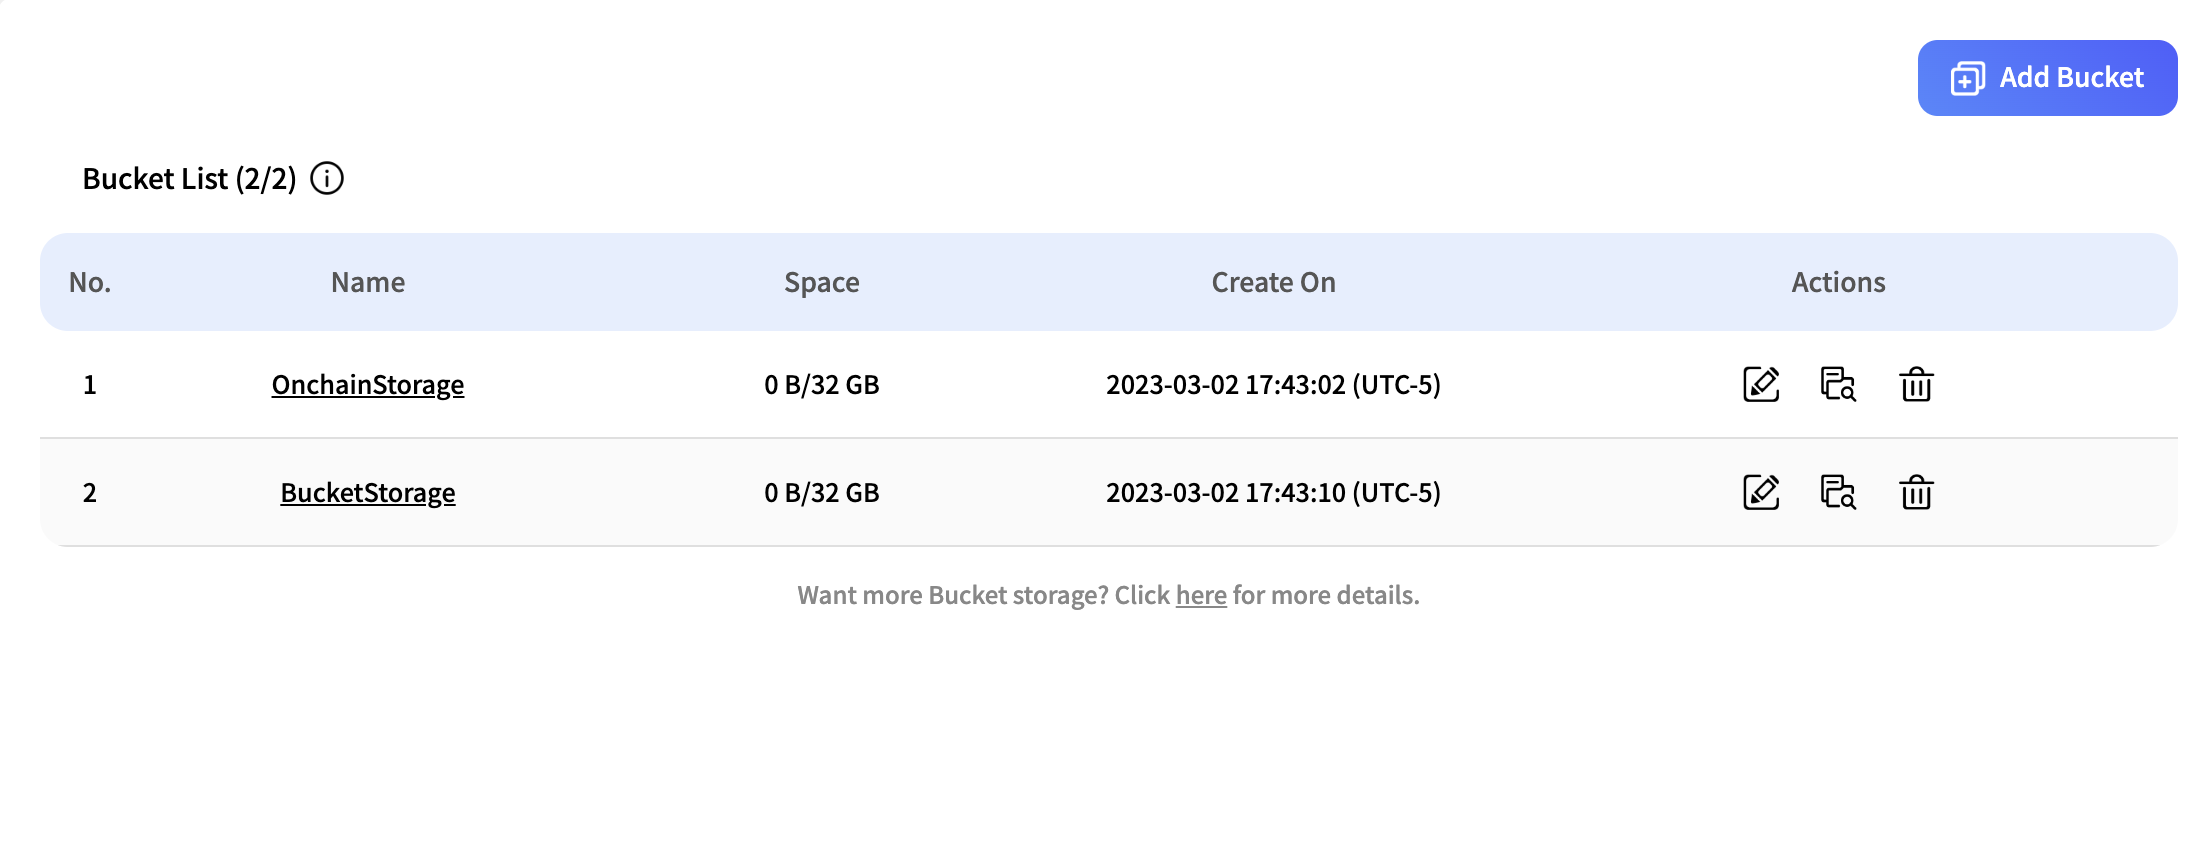 Add Bucket
Bucket List (2/2)
No. Name Space Create On Actions
1 OnchainStorage 0 B/32 GB 2023-03-02 17:43:02 (UTC-5)
2 BucketStorage 0 B/32 GB 2023-03-02 17:43:10 (UTC-5)
Want more Bucket storage? Click here for more details.